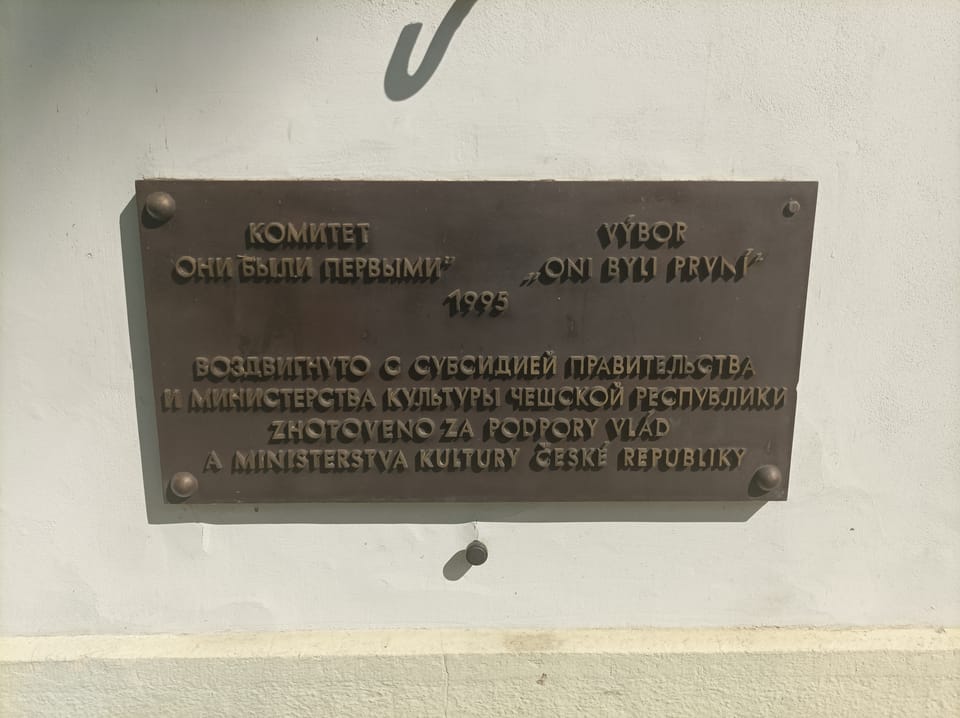 КОМИТЕТ
ОНИ БЫЛИ ПЕРВЫМИ"
VÝBOR
„ONI BYLI PRVNÍ"
1995
ВОЗДВИГНУТО С СУБСИДИЕЙ ПРАВИТЕЛЬСТВА
И МИНИСТЕРСТВА КУЛЬТУРЫ ЧЕШСКОЙ РЕСПУБЛИКИ
ZHOTOVENO ZA PODPORY VLÁD
A MINISTERSTVA KULTURY ČESKÉ REPUBLIKY